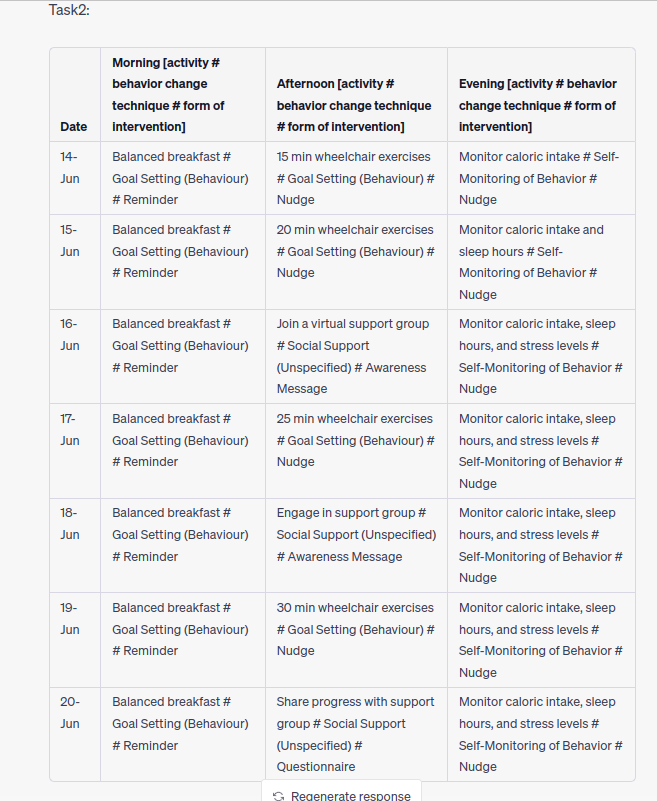 Task2:
Date
Morning [activity #
behavior change
technique # form of
intervention]
Afternoon [activity #
behavior change technique
# form of intervention]
Evening [activity # behavior
change technique # form of
intervention]
14-
Jun
Balanced breakfast #
Goal Setting (Behaviour)
# Reminder
15 min wheelchair exercises
# Goal Setting (Behaviour) #
Nudge
Monitor caloric intake # Self-
Monitoring of Behavior #
Nudge
15-
Jun
Balanced breakfast #
Goal Setting (Behaviour)
# Reminder
20 min wheelchair exercises
# Goal Setting (Behaviour) #
Nudge
Monitor caloric intake and
sleep hours # Self-
Monitoring of Behavior #
Nudge
16-
Jun
Balanced breakfast #
Goal Setting (Behaviour)
# Reminder
Join a virtual support group
# Social Support
(Unspecified) # Awareness
Message
Monitor caloric intake, sleep
hours, and stress levels #
Self-Monitoring of Behavior #
Nudge
17-
Jun
Balanced breakfast #
Goal Setting (Behaviour)
# Reminder
25 min wheelchair exercises
# Goal Setting (Behaviour) #
Nudge
Monitor caloric intake, sleep
hours, and stress levels #
Self-Monitoring of Behavior #
Nudge
18-
Jun
Balanced breakfast #
Goal Setting (Behaviour)
# Reminder
Engage in support group #
Social Support (Unspecified)
# Awareness Message
Monitor caloric intake, sleep
hours, and stress levels #
Self-Monitoring of Behavior #
Nudge
19-
Jun
Balanced breakfast #
Goal Setting (Behaviour)
# Reminder
30 min wheelchair exercises
# Goal Setting (Behaviour) #
Nudge
Monitor caloric intake, sleep
hours, and stress levels #
Self-Monitoring of Behavior #
Nudge
20-
Jun
Balanced breakfast #
Goal Setting (Behaviour)
# Reminder
Share progress with support
group # Social Support
(Unspecified) #
Questionnaire
Monitor caloric intake, sleep
hours, and stress levels #
Self-Monitoring of Behavior #
Nudge
Regenerate response